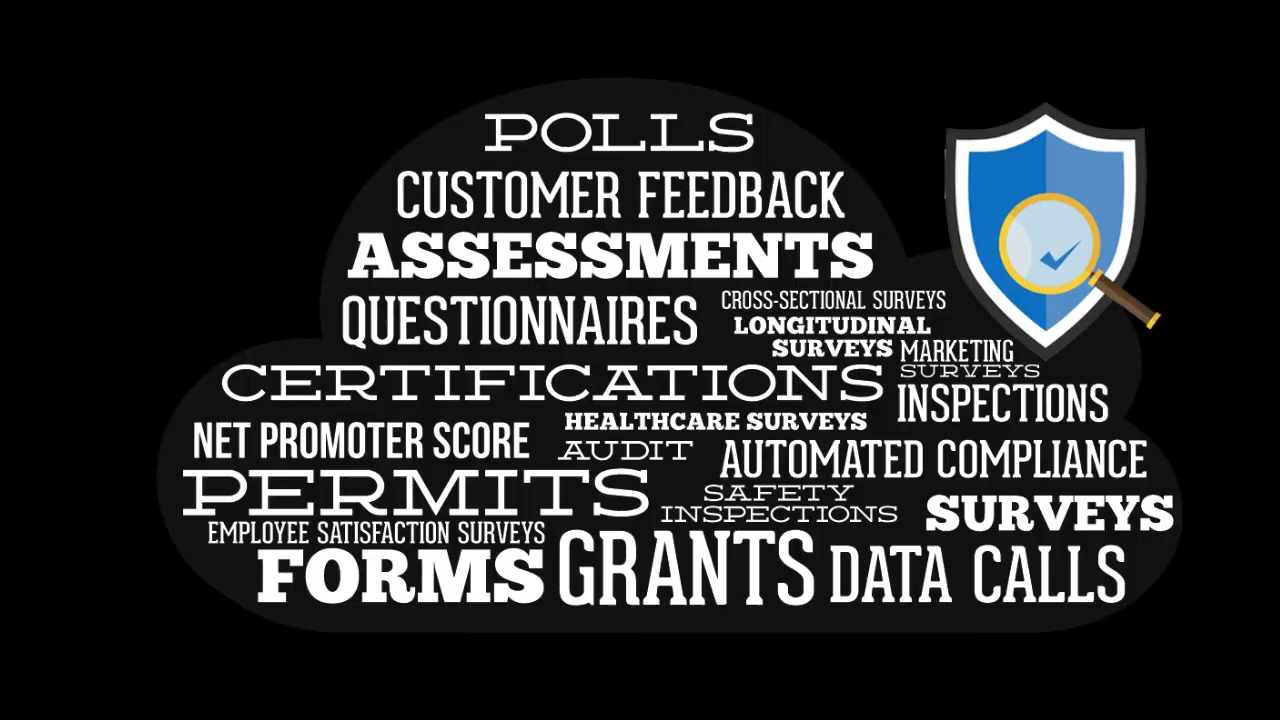 POLLS
CUSTOMER FEEDBACK
ASSESSMENTS
QUESTIONNAIRES
CROSS-SECTIONAL SURVEYS
LONGITUDINAL
SURVEYS
MARKETING
SURVEYS
CERTIFICATIONS
INSPECTIONS
HEALTHCARE SURVEYS
NET PROMOTER SCORE
AUDIT
AUTOMATED COMPLIANCE
PERMITS
SAFETY
INSPECTIONS
SURVEYS
EMPLOYEE SATISFACTION SURVEYS
FORMS
GRANTS
DATA CALLS